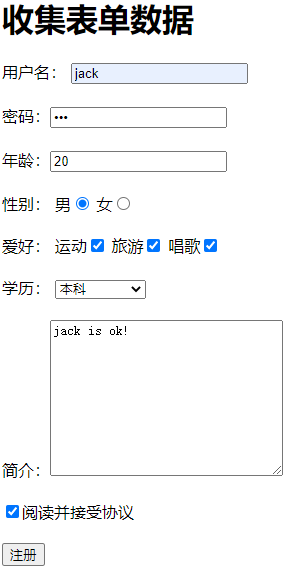 收集表单数据
用户名： jack
密码： •••
年龄： 20
性别： 男 女
爱好： 运动 旅游 唱歌
学历： 本科
jack is ok!
简介：
阅读并接受协议
注册